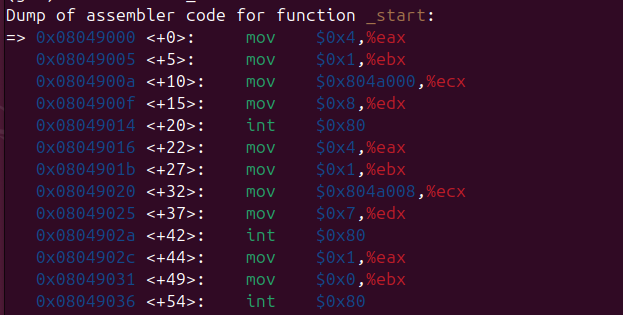 Dump of assembler code for function _start:
=> 0x08049000 <+0>:     mov    $0x4,%eax
   0x08049005 <+5>:     mov    $0x1,%ebx
   0x0804900a <+10>:    mov    $0x804a000,%ecx
   0x0804900f <+15>:    mov    $0x8,%edx
   0x08049014 <+20>:    int    $0x80
   0x08049016 <+22>:    mov    $0x4,%eax
   0x0804901b <+27>:    mov    $0x1,%ebx
   0x08049020 <+32>:    mov    $0x804a008,%ecx
   0x08049025 <+37>:    mov    $0x7,%edx
   0x0804902a <+42>:    int    $0x80
   0x0804902c <+44>:    mov    $0x1,%eax
   0x08049031 <+49>:    mov    $0x0,%ebx
   0x08049036 <+54>:    int    $0x80